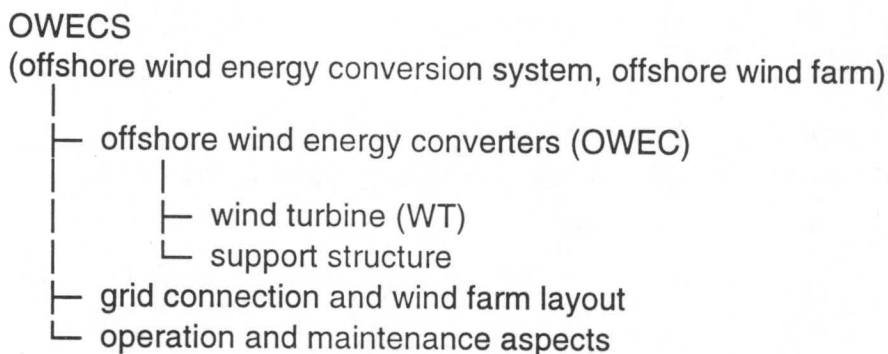 OWECS
(offshore wind energy conversion system, offshore wind farm)
offshore wind energy converters (OWEC)
wind turbine (WT)
support structure
grid connection and wind farm layout
operation and maintenance aspects